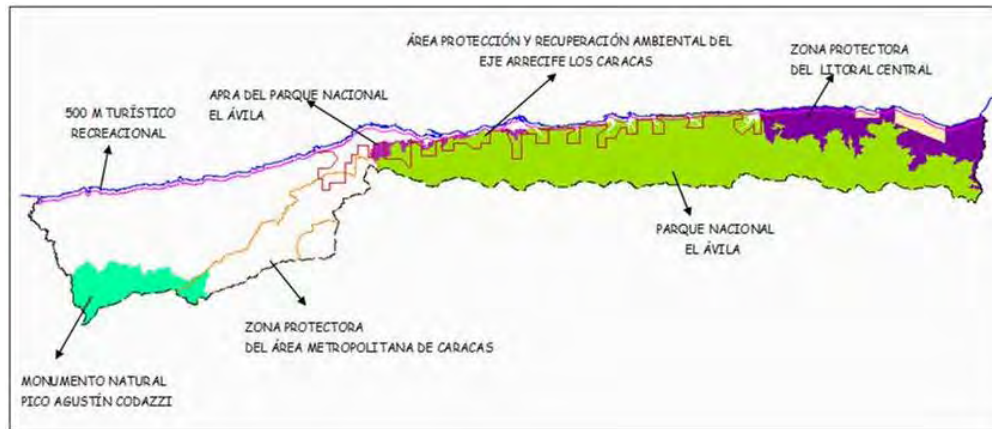 ÁREA PROTECCIÓN Y RECUPERACIÓN AMBIENTAL DEL
EJE ARRECIFE LOS CARACAS
ZONA PROTECTORA
DEL LITORAL CENTRAL
APRA DEL PARQUE NACIONAL
EL ÁVILA
500 M TURÍSTICO
RECREACIONAL
PARQUE NACIONAL
EL ÁVILA
ZONA PROTECTORA
DEL ÁREA METROPOLITANA DE CARACAS
MONUMENTO NATURAL
PICO AGUSTÍN CODAZZI